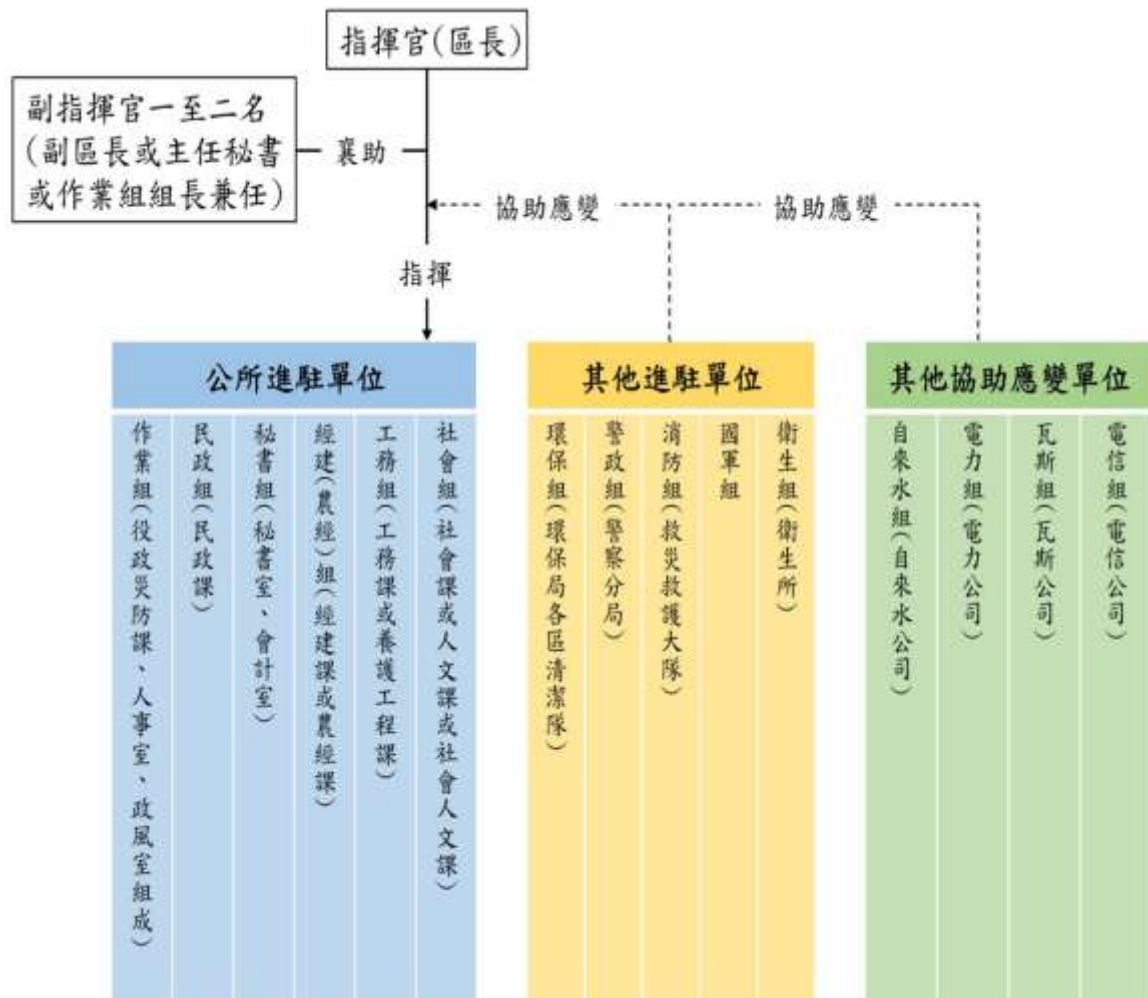 指揮官(區長)
副指揮官一至二名
(副區長或主任秘書
或作業組組長兼任)
襄助
協助應變
協助應變
指揮
公所進駐單位
作業組(役政災防課、人事室、政風室組成)
民政組(民政課)
秘書組(秘書室、會計室)
經建(農經)組(經建課或農經課)
工務組(工務課或養護工程課)
社會組(社會課或人文課或社會人文課)
其他進駐單位
環保組(環保局各區清潔隊)
警政組(警察分局)
消防組(救災救護大隊)
國軍組
衛生組(衛生所)
其他協助應變單位
自來水組(自來水公司)
電力組(電力公司)
瓦斯組(瓦斯公司)
電信組(電信公司)